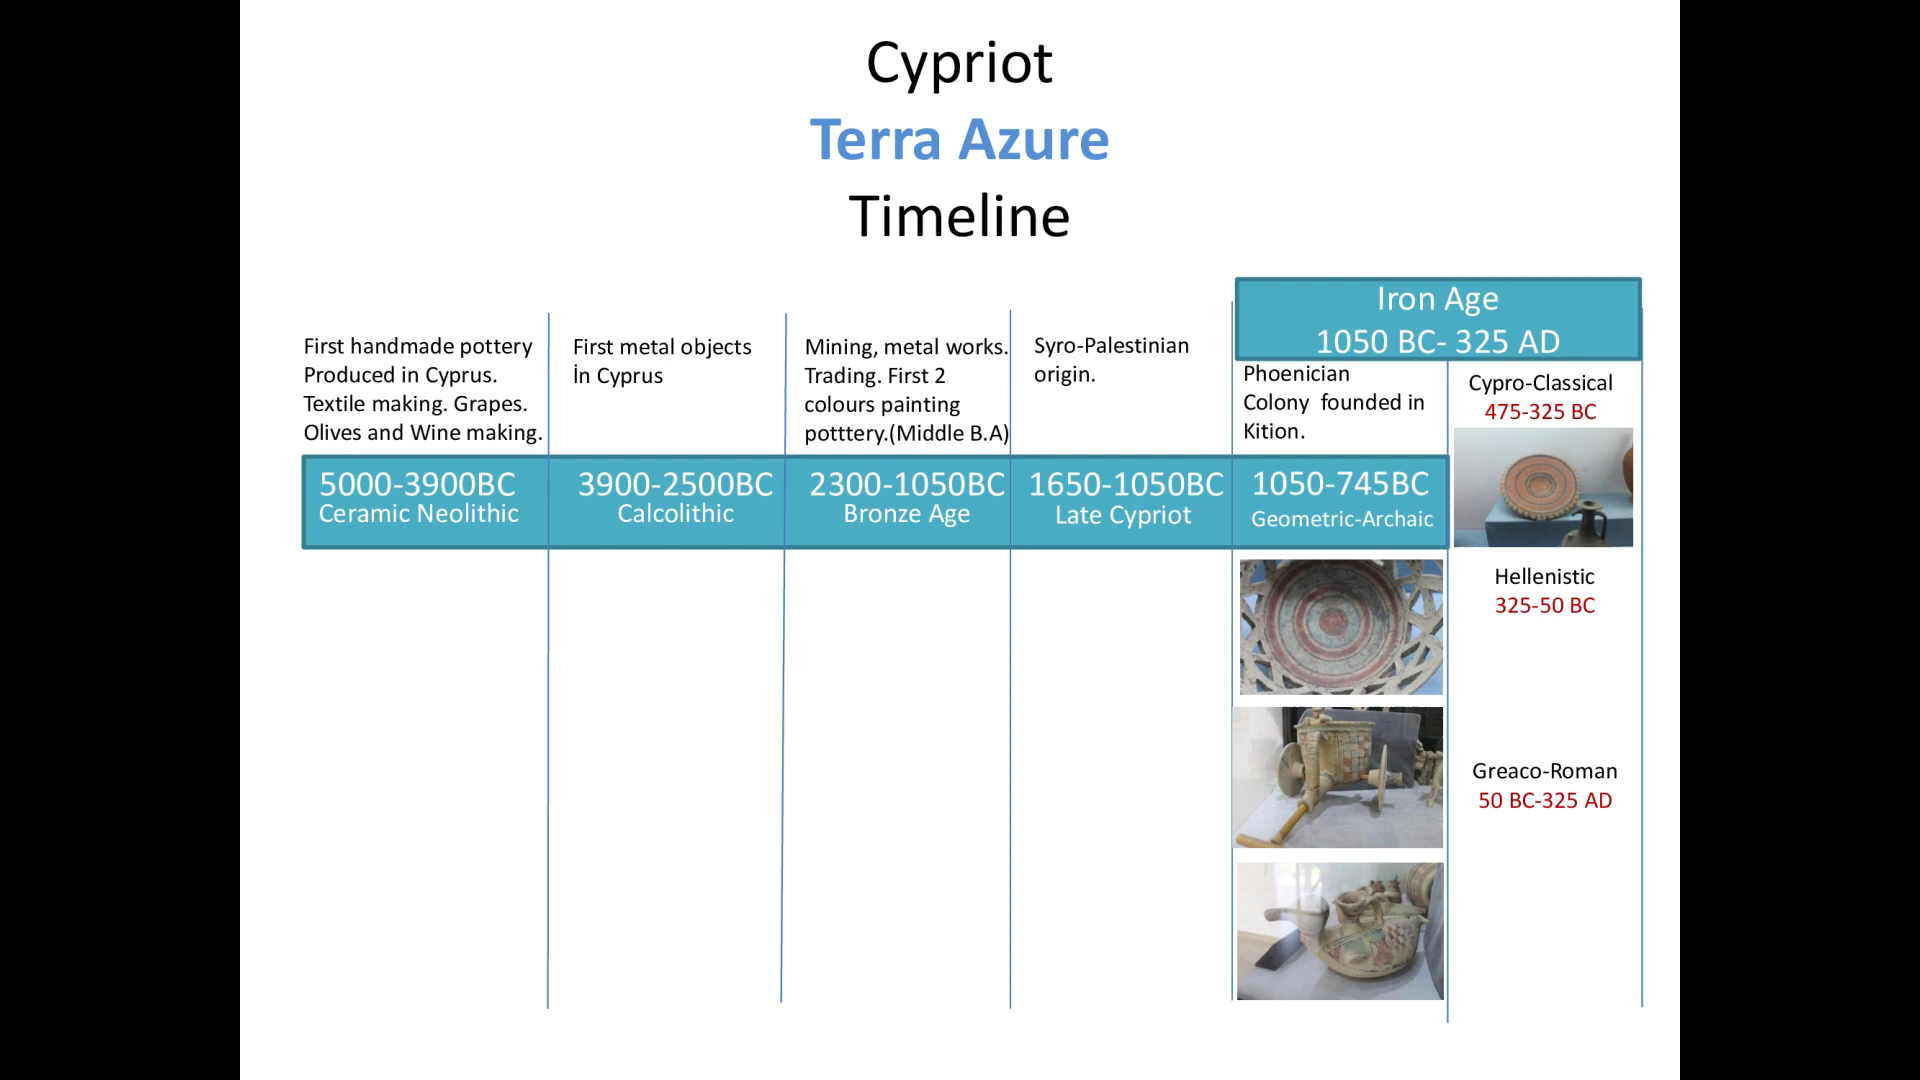 Cypriot
Terra Azure
Timeline
First handmade pottery
Produced in Cyprus.
Textile making. Grapes.
Olives and Wine making.
5000-3900BC
Ceramic Neolithic
First metal objects
İn Cyprus
3900-2500BC
Calcolithic
Mining, metal works.
Trading. First 2
colours painting
potttery.(Middle B.A)
2300-1050BC
Bronze Age
Syro-Palestinian
origin.
1650-1050BC
Late Cypriot
Iron Age
1050 BC- 325 AD
Phoenician
Colony  founded in
Kition.
1050-745BC
Geometric-Archaic
Cypro-Classical
475-325 BC
Hellenistic
325-50 BC
Greaco-Roman
50 BC-325 AD